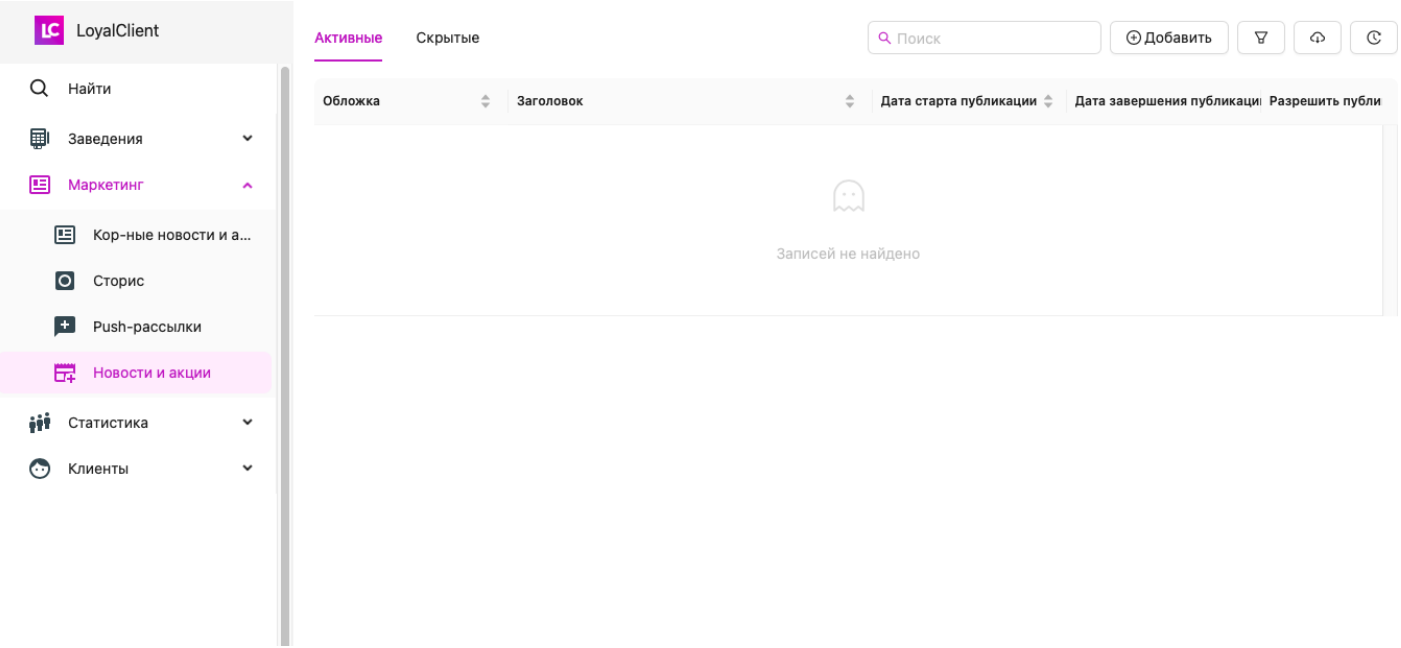 LC LoyalClient
Активные Скрытые Поиск Добавить
Найти
Обложка Заголовок Дата старта публикации Дата завершения публикаци Разрешить публи
Заведения
Маркетинг
Кор-ные новости и а...
Записей не найдено
Сторис
Push-рассылки
Новости и акции
Статистика
Клиенты